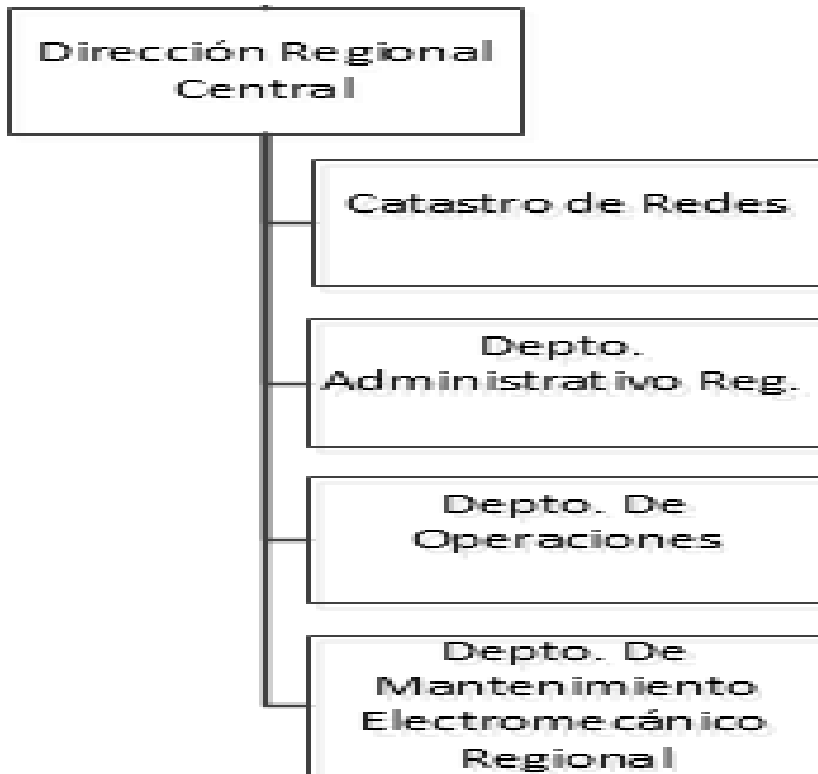 Dirección Regional
Central
Catastro de Redes
Depto.
Administrativo Reg.
Depto. De
Operaciones
Depto. De
Mantenimiento
Electromecánico
Regional